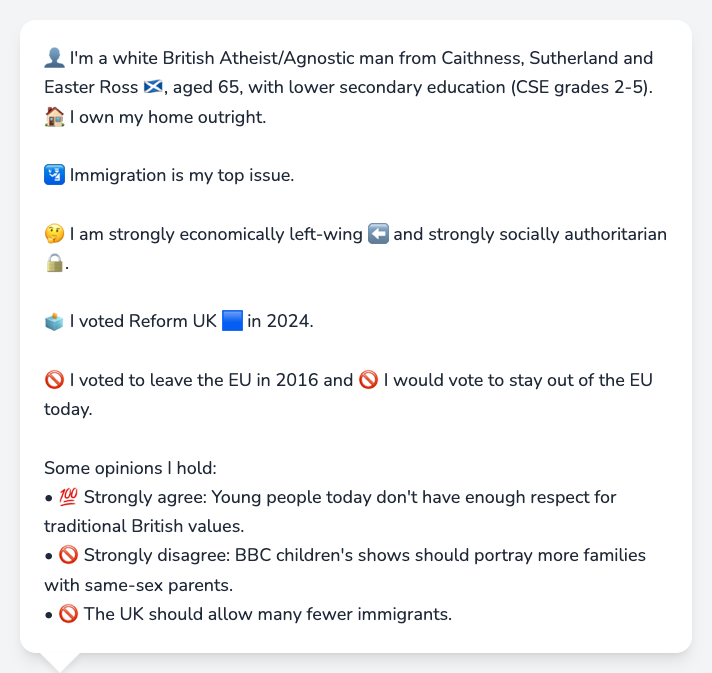 👤 I'm a white British Atheist/Agnostic man from Caithness, Sutherland and
Easter Ross 🏴󠁧󠁢󠁳󠁣󠁴󠁿, aged 65, with lower secondary education (CSE grades 2-5).
🏠 I own my home outright.
🛂 Immigration is my top issue.
🤔 I am strongly economically left-wing ⬅️ and strongly socially authoritarian
🔒.
🗳️ I voted Reform UK 🟦 in 2024.
🚫 I voted to leave the EU in 2016 and 🚫 I would vote to stay out of the EU
today.
Some opinions I hold:
• 💯 Strongly agree: Young people today don't have enough respect for
traditional British values.
• 🚫 Strongly disagree: BBC children's shows should portray more families
with same-sex parents.
• 🚫 The UK should allow many fewer immigrants.